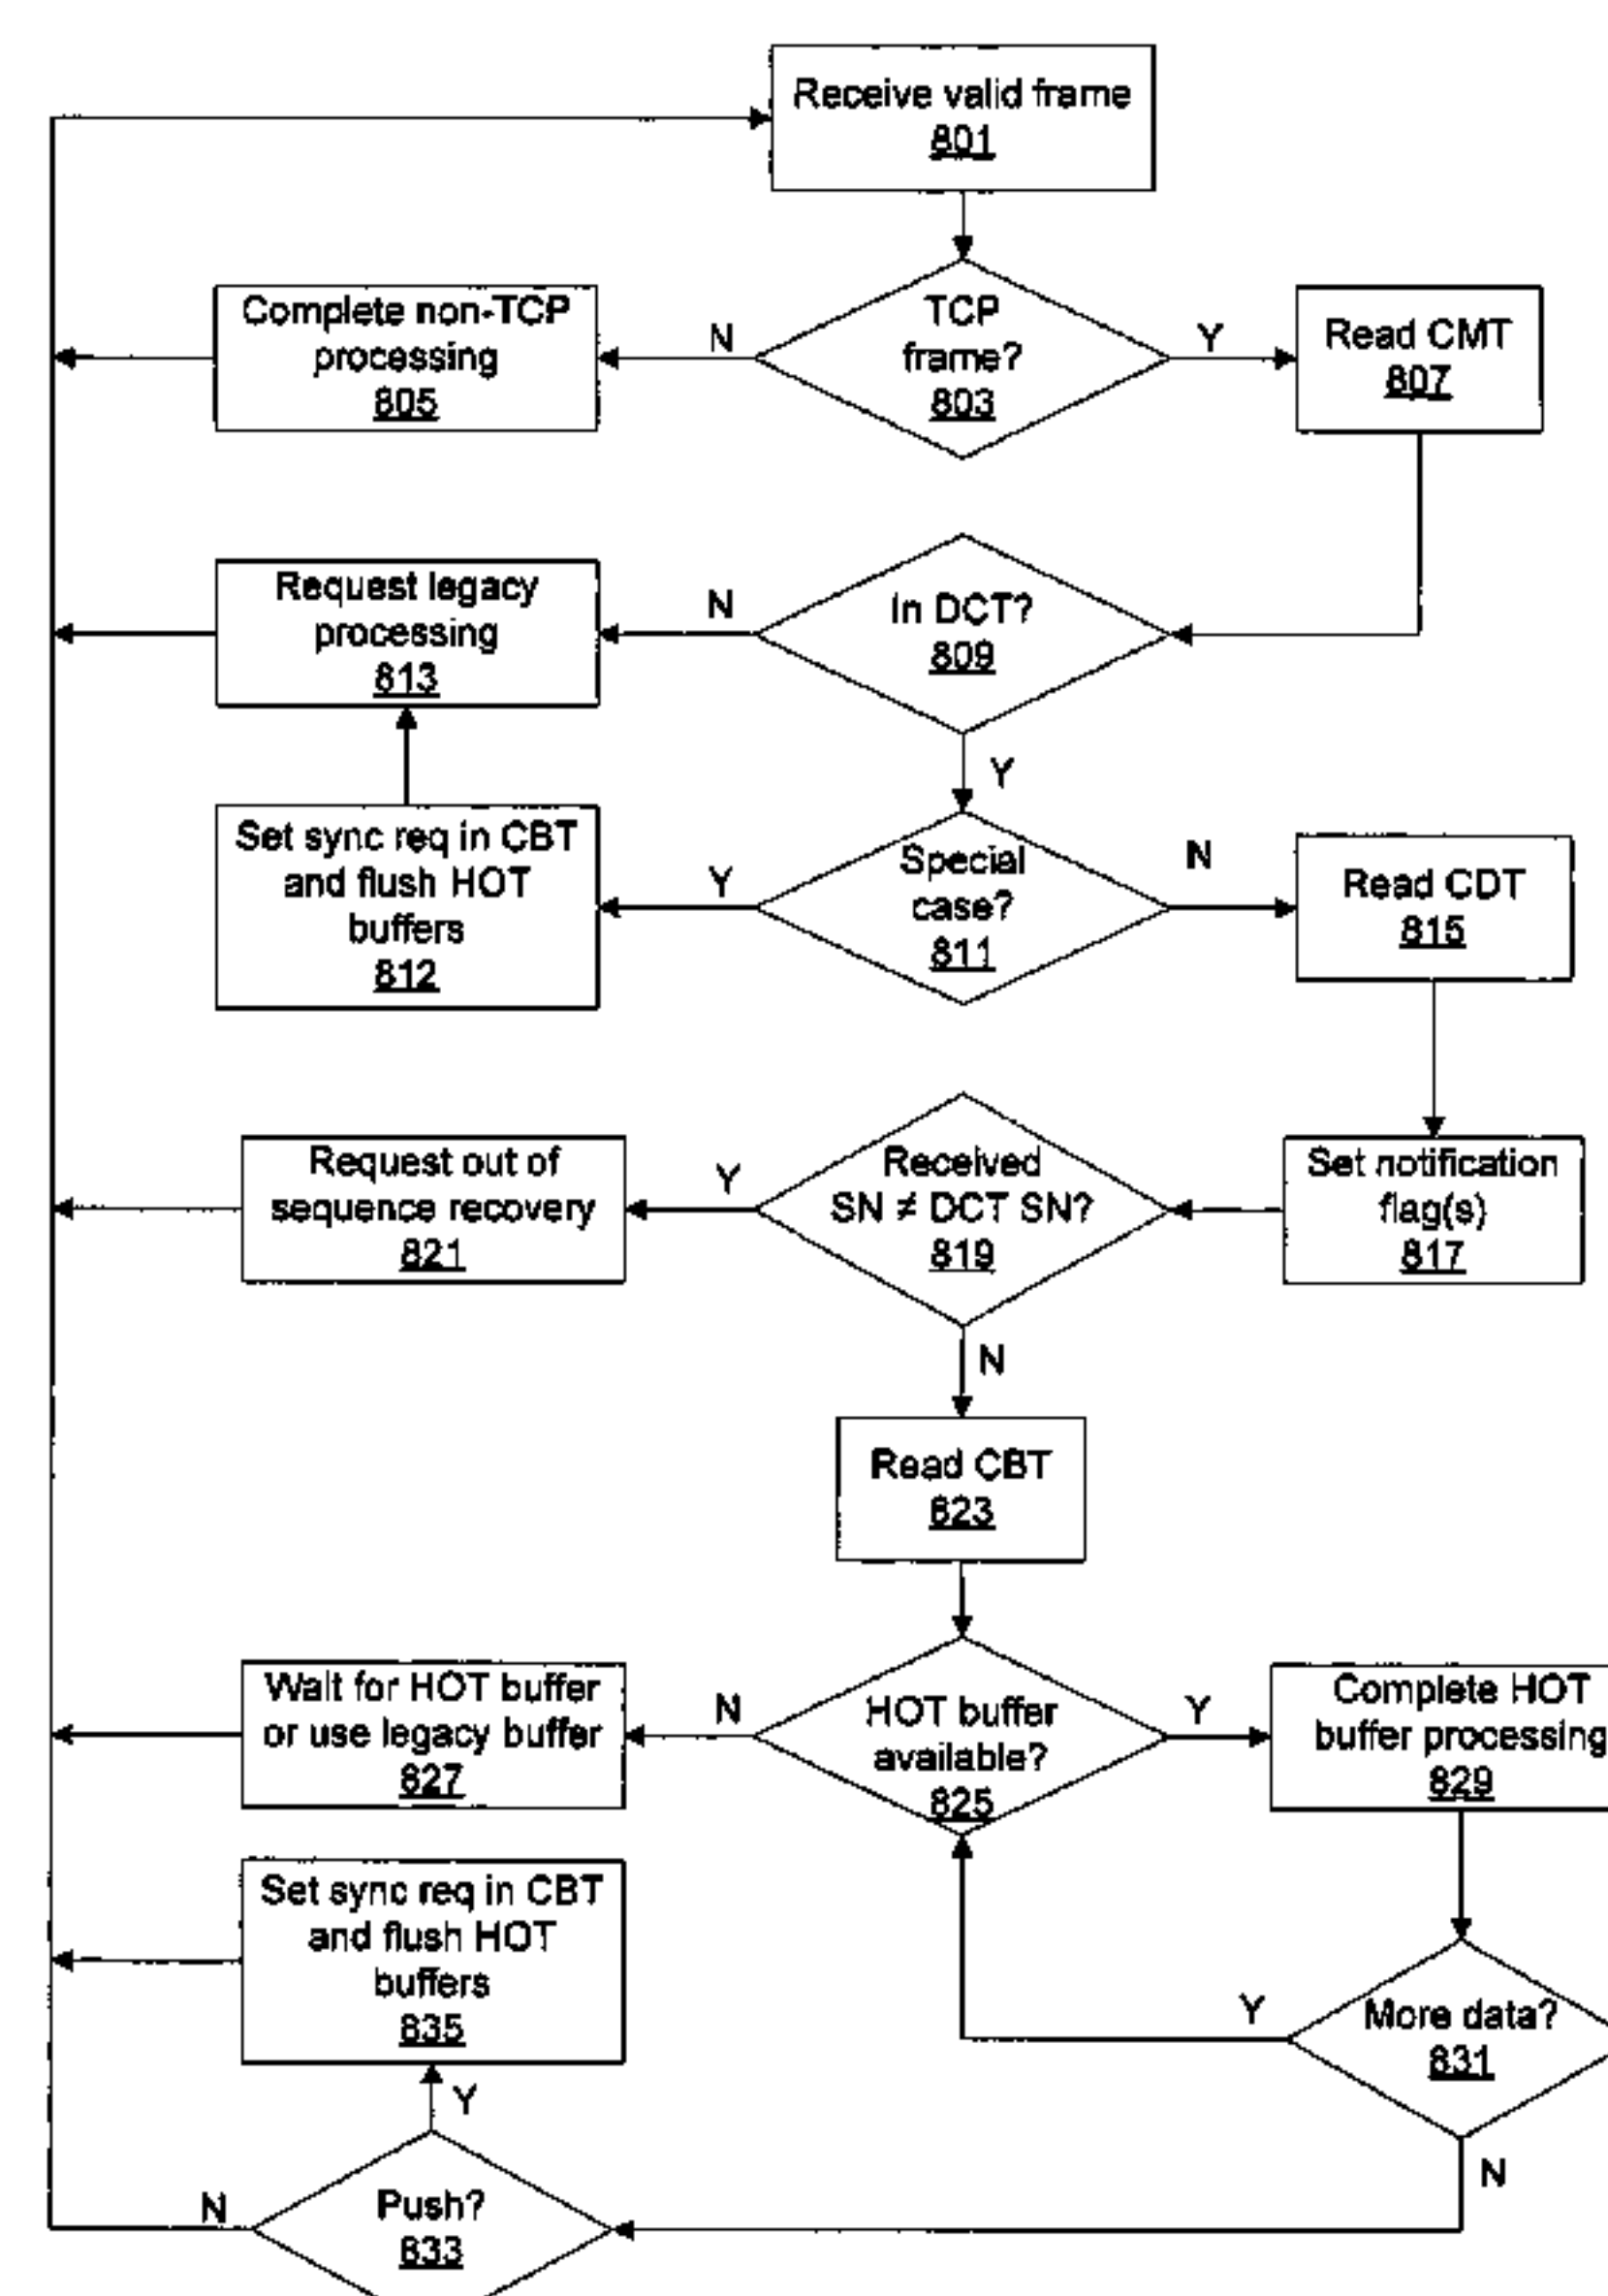 Receive valid frame
801
Complete non-TCP
processing
805
N
TCP
frame?
803
Y
Read CMT
807
Request legacy
processing
813
N
In DCT?
809
Y
Set sync req in CBT
and flush HOT
buffers
812
Y
Special
case?
811
N
Read CDT
815
Request out of
sequence recovery
821
Y
Received
SN ≠ DCT SN?
819
Set notification
flag(s)
817
N
Read CBT
823
Wait for HOT buffer
or use legacy buffer
827
N
HOT buffer
available?
825
Y
Complete HOT
buffer processing
829
Set sync req in CBT
and flush HOT
buffers
835
Y
More data?
831
Y
N
N
Push?
833